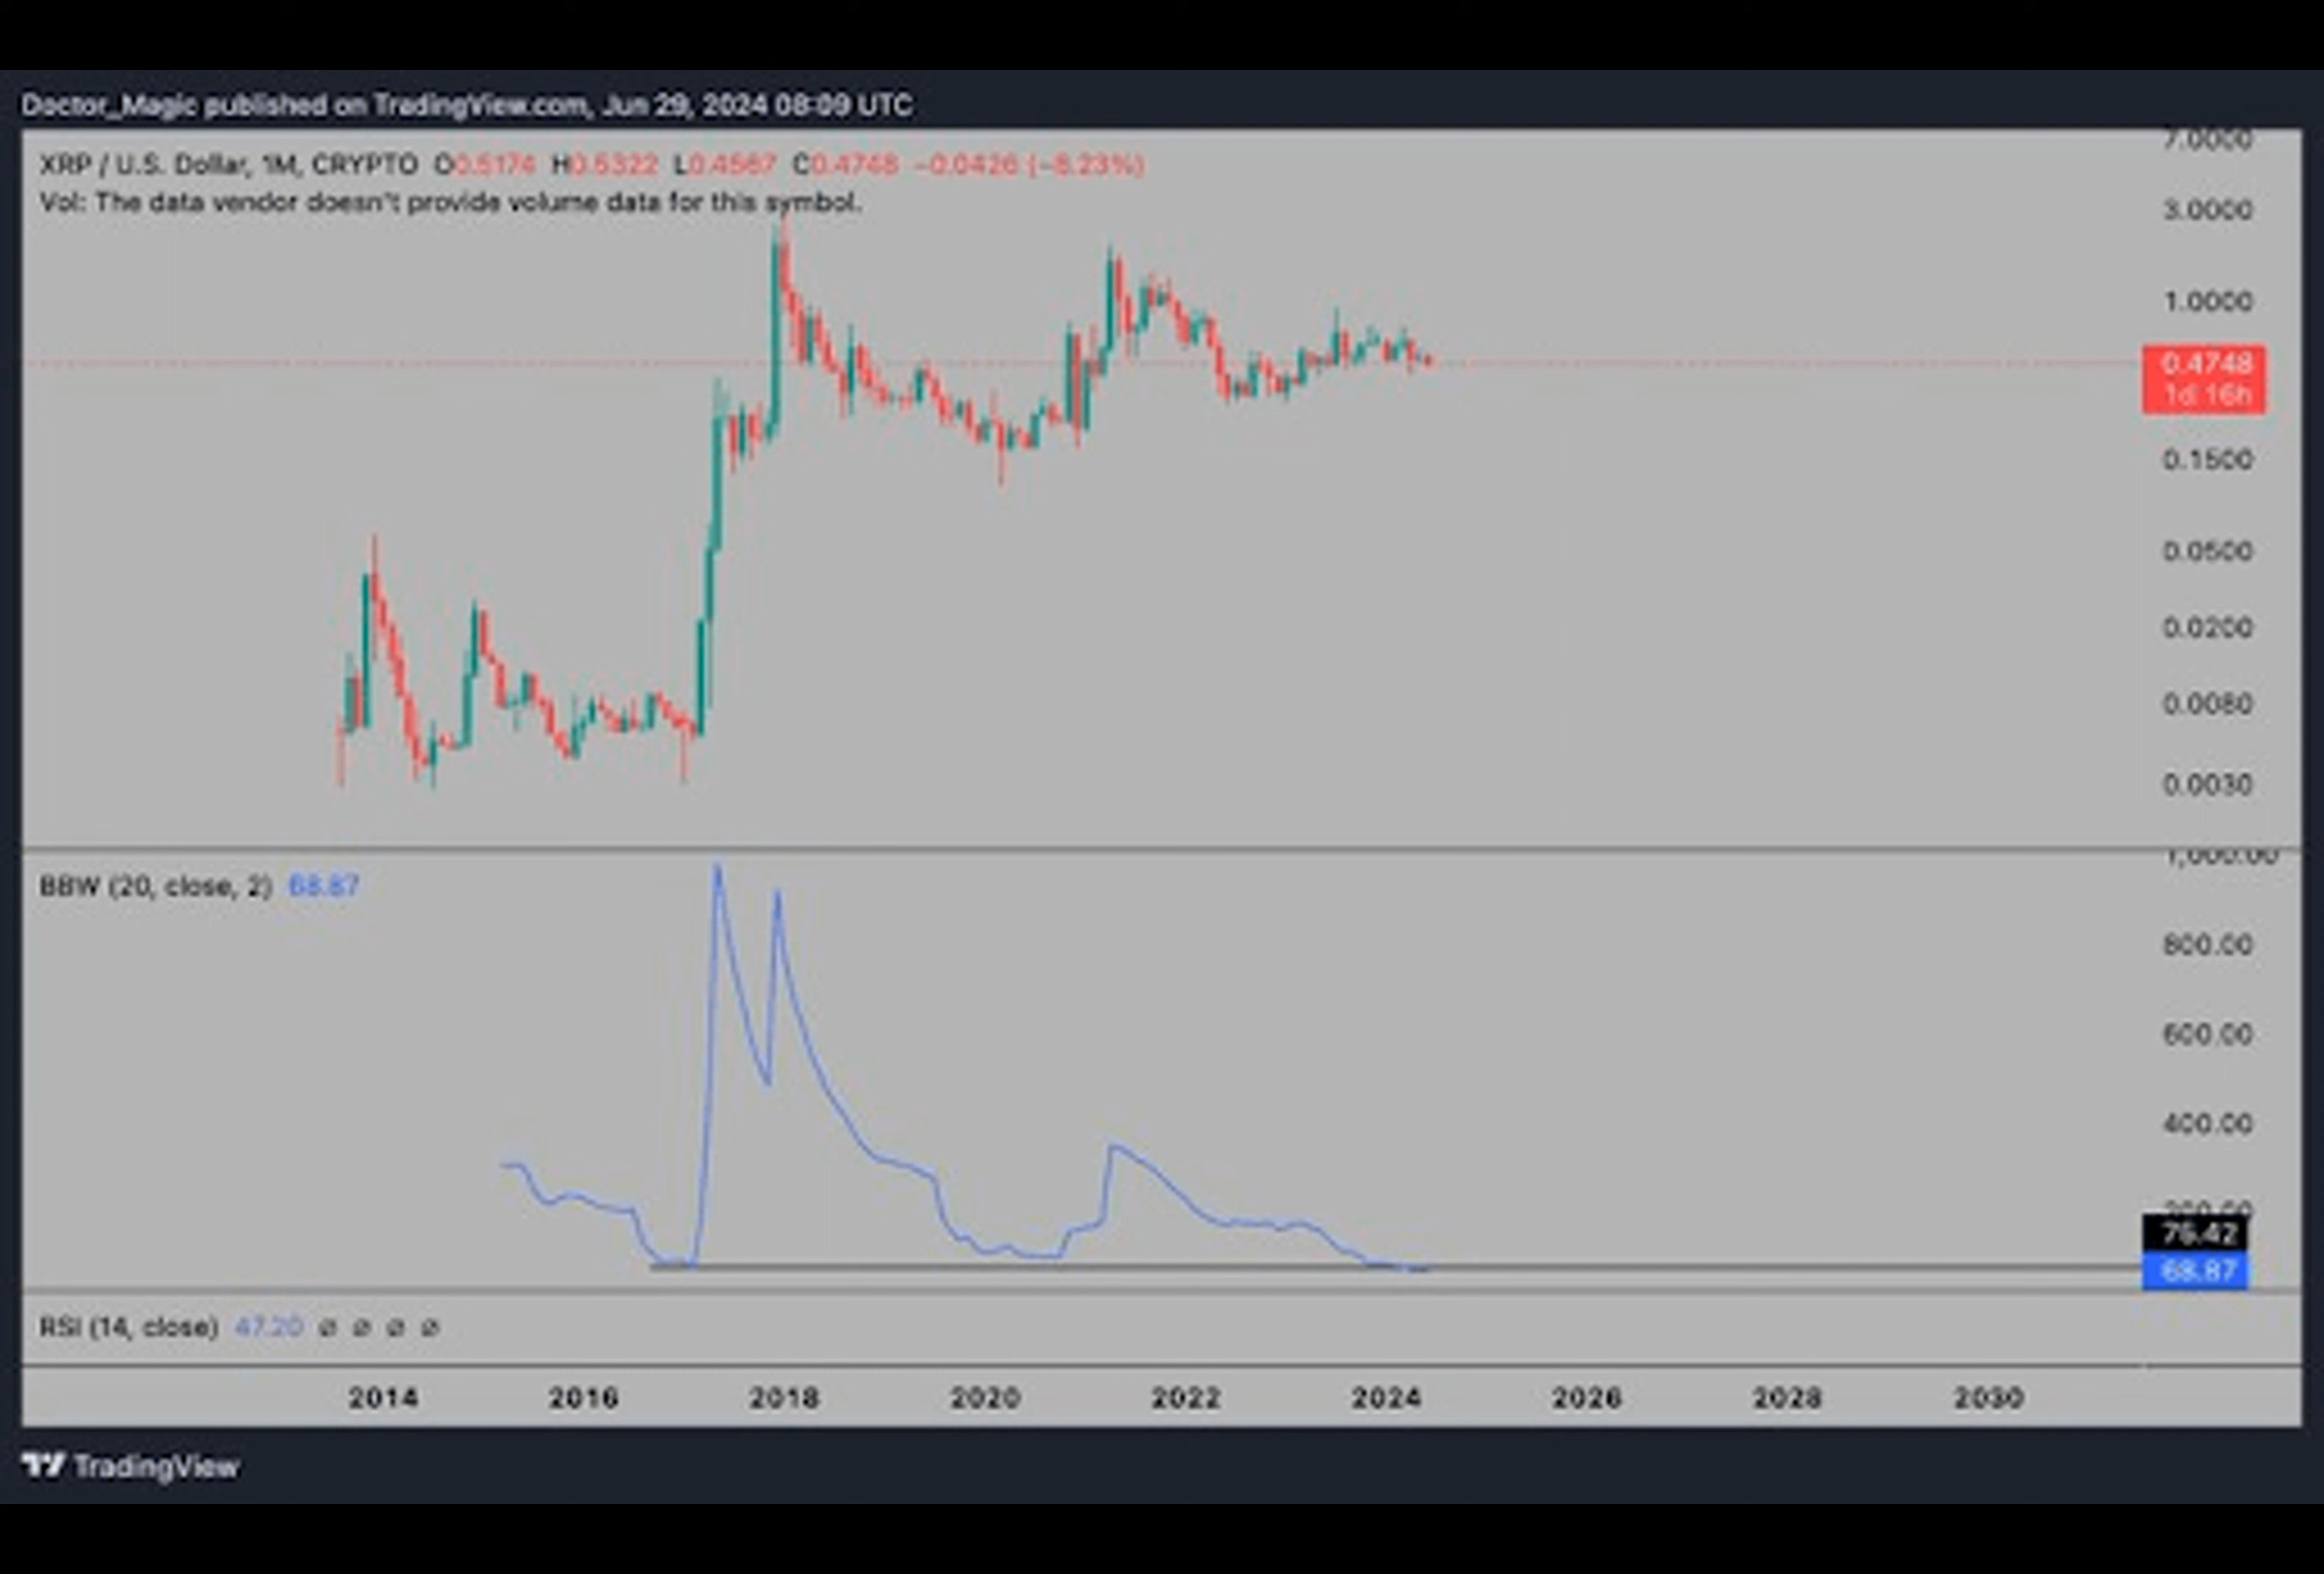 Doctor_Magic published on TradingView.com, Jun 29, 2024 08:09 UTC
XRP / U.S. Dollar, 1M, CRYPTO O0.5174 H0.5322 L0.4567 C0.4748 −0.0426 (−8.23%)
Vol: The data vendor doesn't provide volume data for this symbol.
7.0000
3.0000
1.0000
0.4748
1d 16h
0.1500
0.0500
0.0200
0.0080
0.0030
1,000.00
BBW (20, close, 2) 68.87
800.00
600.00
400.00
200.00
76.42
68.87
RSI (14, close) 47.20 ø ø ø ø
2014 2016 2018 2020 2022 2024 2026 2028 2030
TradingView